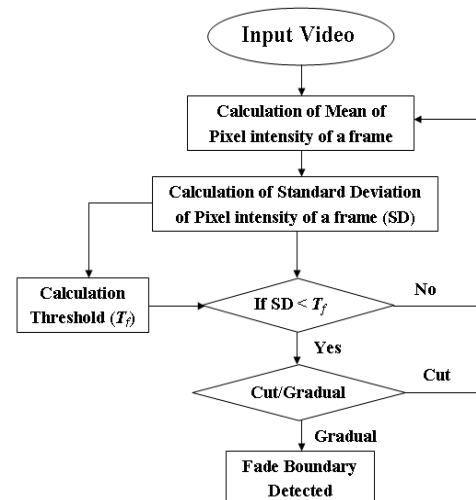 Input Video
Calculation of Mean of
Pixel intensity of a frame
Calculation of Standard Deviation
of Pixel intensity of a frame (SD)
Calculation
Threshold (Tf)
If SD < Tf
No
Yes
Cut/Gradual
Cut
Gradual
Fade Boundary
Detected